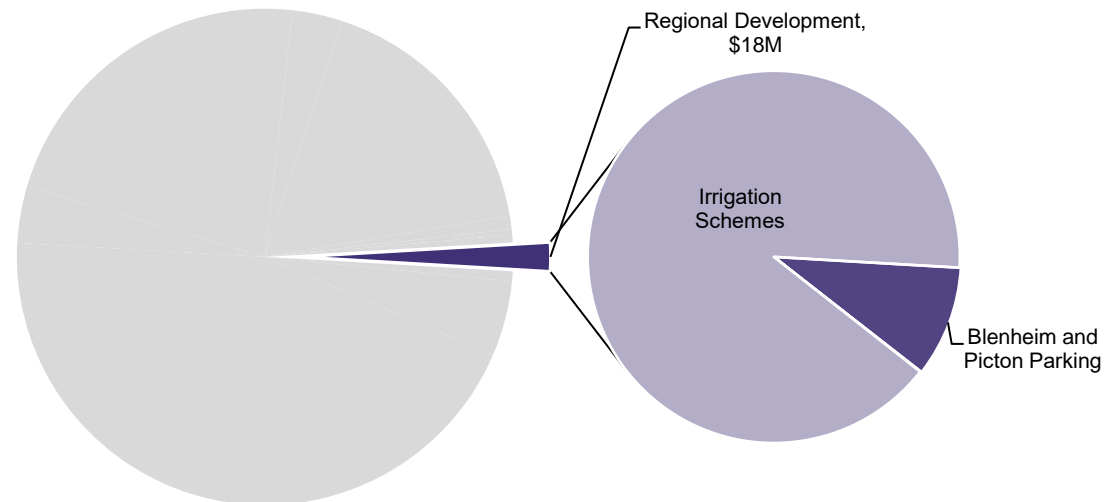 Regional Development,
$18M
Irrigation
Schemes
Blenheim and
Picton Parking